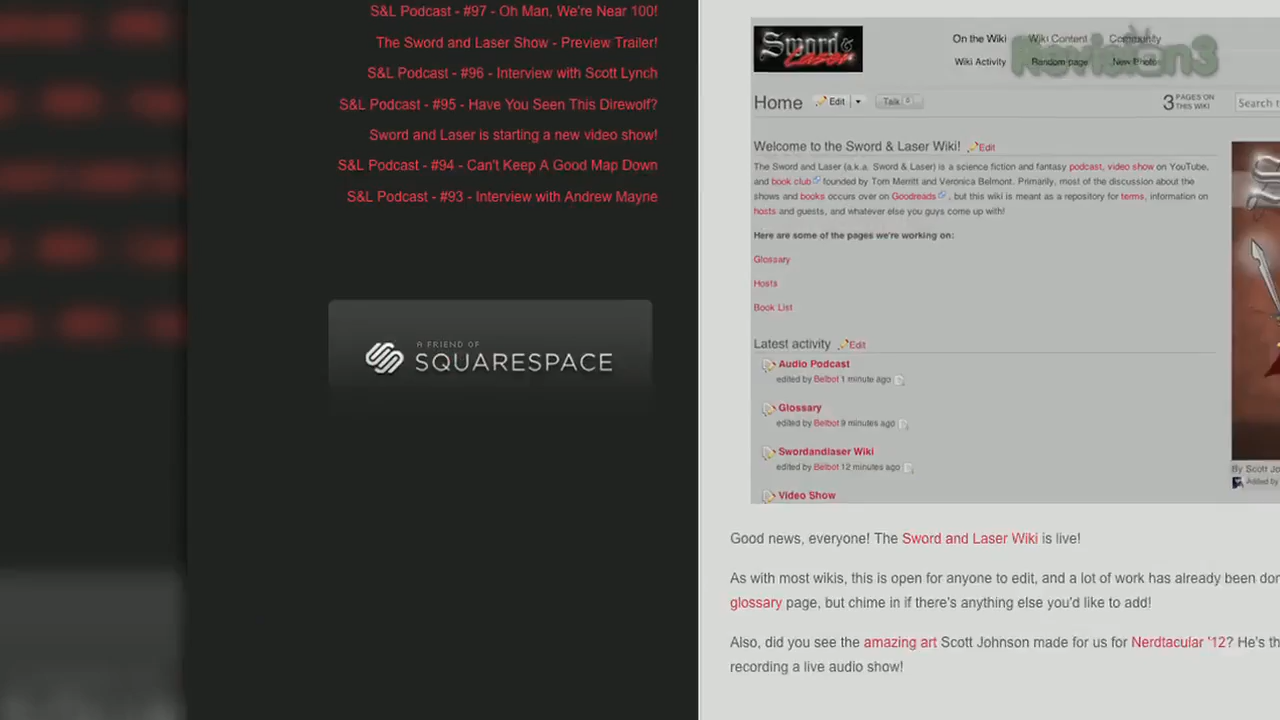 S&L Podcast - #97 - Oh Man, We're Near 100!
The Sword and Laser Show - Preview Trailer!
S&L Podcast - #96 - Interview with Scott Lynch
S&L Podcast - #95 - Have You Seen This Direwolf?
Sword and Laser is starting a new video show!
S&L Podcast - #94 - Can't Keep A Good Map Down
S&L Podcast - #93 - Interview with Andrew Mayne
A FRIEND OF
SQUARESPACE
Sword &
Laser
On the Wiki Wiki Content Community
Wiki Activity Random page New Photos
Revision3
Home Edit Talk 0
3 PAGES ON
THIS WIKI
Search
Welcome to the Sword & Laser Wiki! Edit
The Sword and Laser (a.k.a. Sword & Laser) is a science fiction and fantasy podcast, video show on YouTube,
and book club founded by Tom Merritt and Veronica Belmont. Primarily, most of the discussion about the
shows and books occurs over on Goodreads , but this wiki is meant as a repository for terms, information on
hosts and guests, and whatever else you guys come up with!
Here are some of the pages we're working on:
Glossary
Hosts
Book List
Latest activity Edit
Audio Podcast
edited by Belbot 1 minute ago
Glossary
edited by Belbot 9 minutes ago
Swordandlaser Wiki
edited by Belbot 12 minutes ago
Video Show
By Scott Jo
Added by
Good news, everyone! The Sword and Laser Wiki is live!
As with most wikis, this is open for anyone to edit, and a lot of work has already been don
glossary page, but chime in if there's anything else you'd like to add!
Also, did you see the amazing art Scott Johnson made for us for Nerdtacular '12? He's th
recording a live audio show!